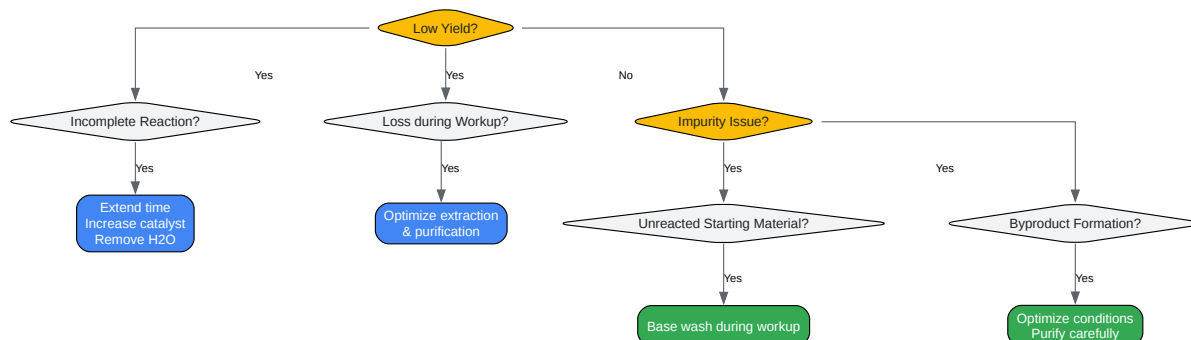 Low Yield?
Yes
Yes
No
Incomplete Reaction?
Loss during Workup?
Impurity Issue?
Yes
Yes
Yes
Yes
Extend time
Increase catalyst
Remove H2O
Optimize extraction
& purification
Unreacted Starting Material?
Byproduct Formation?
Yes
Yes
Base wash during workup
Optimize conditions
Purify carefully